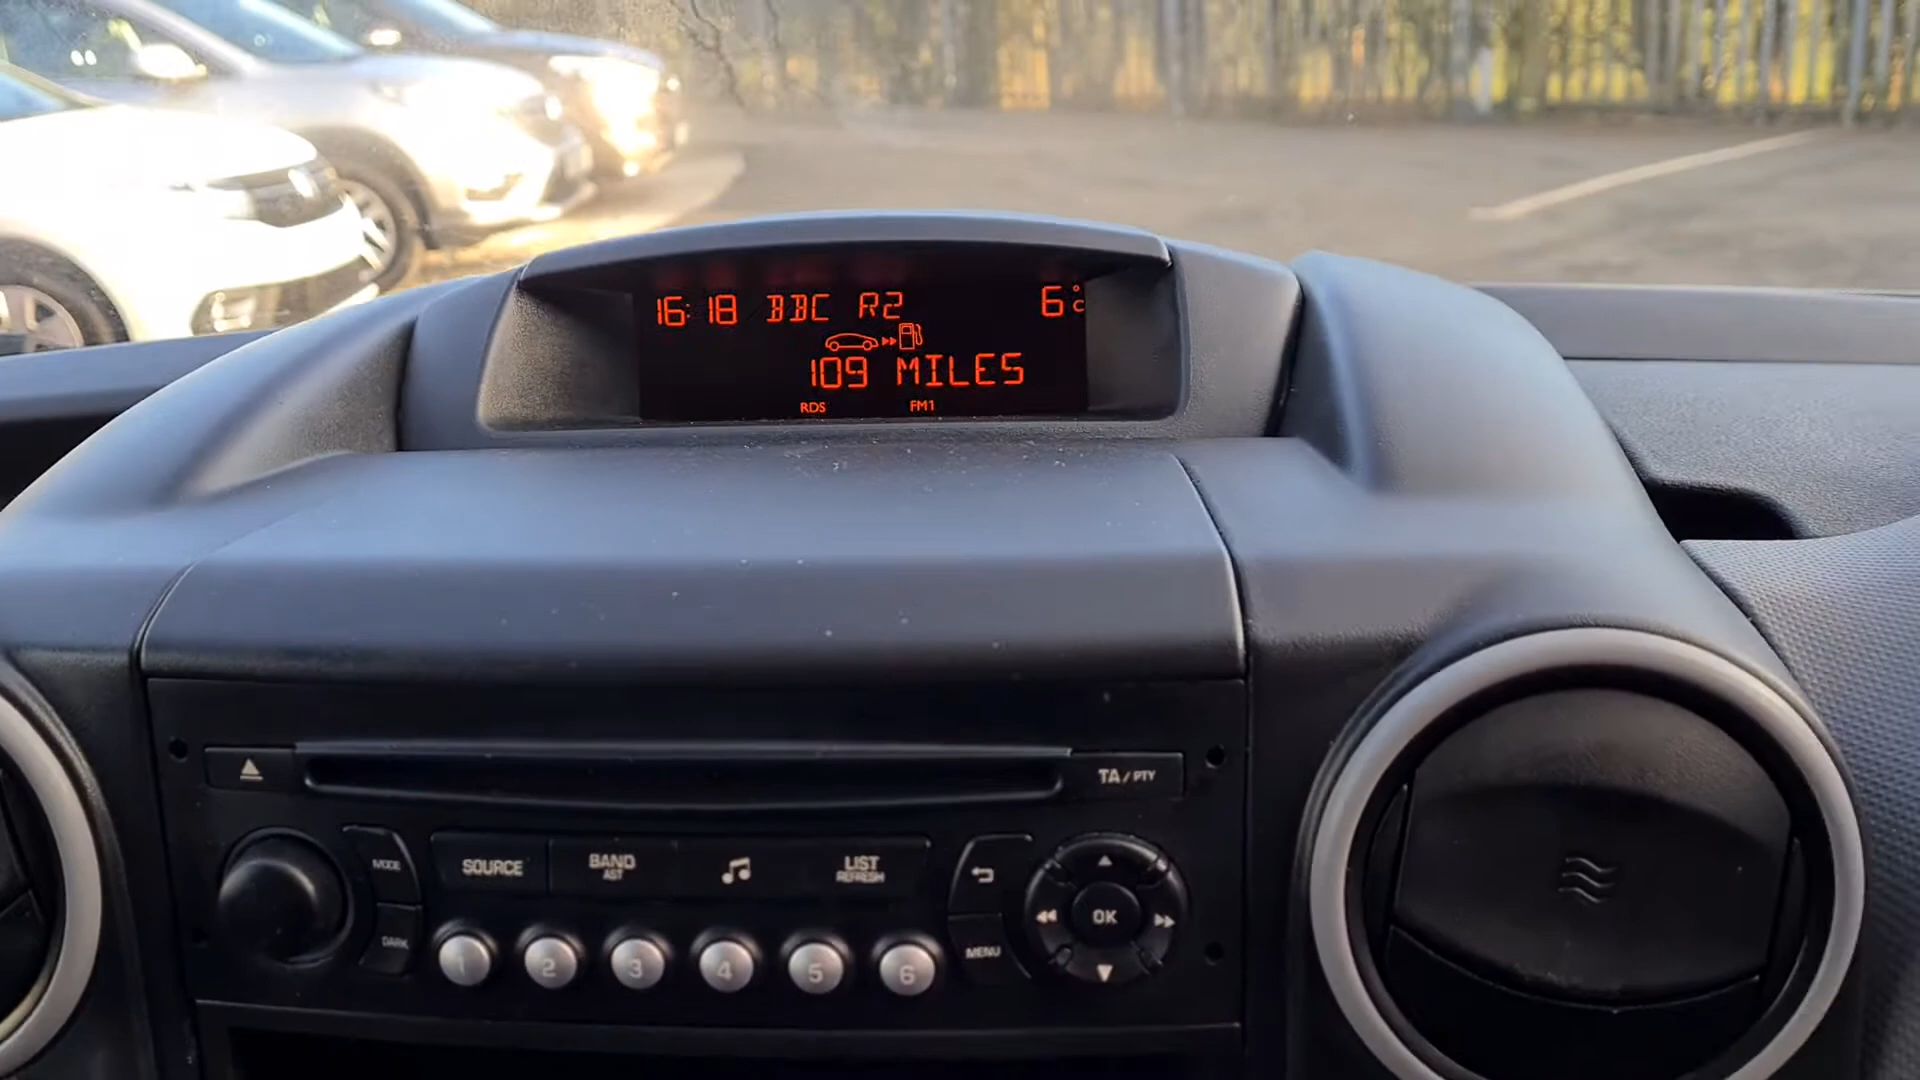 16:18 BBC R2 6°C
109 MILES
RDS FM1
TA/PTY
MODE
SOURCE
BAND
AST
LIST
REFRESH
DARK
1 2 3 4 5 6
MENU
OK